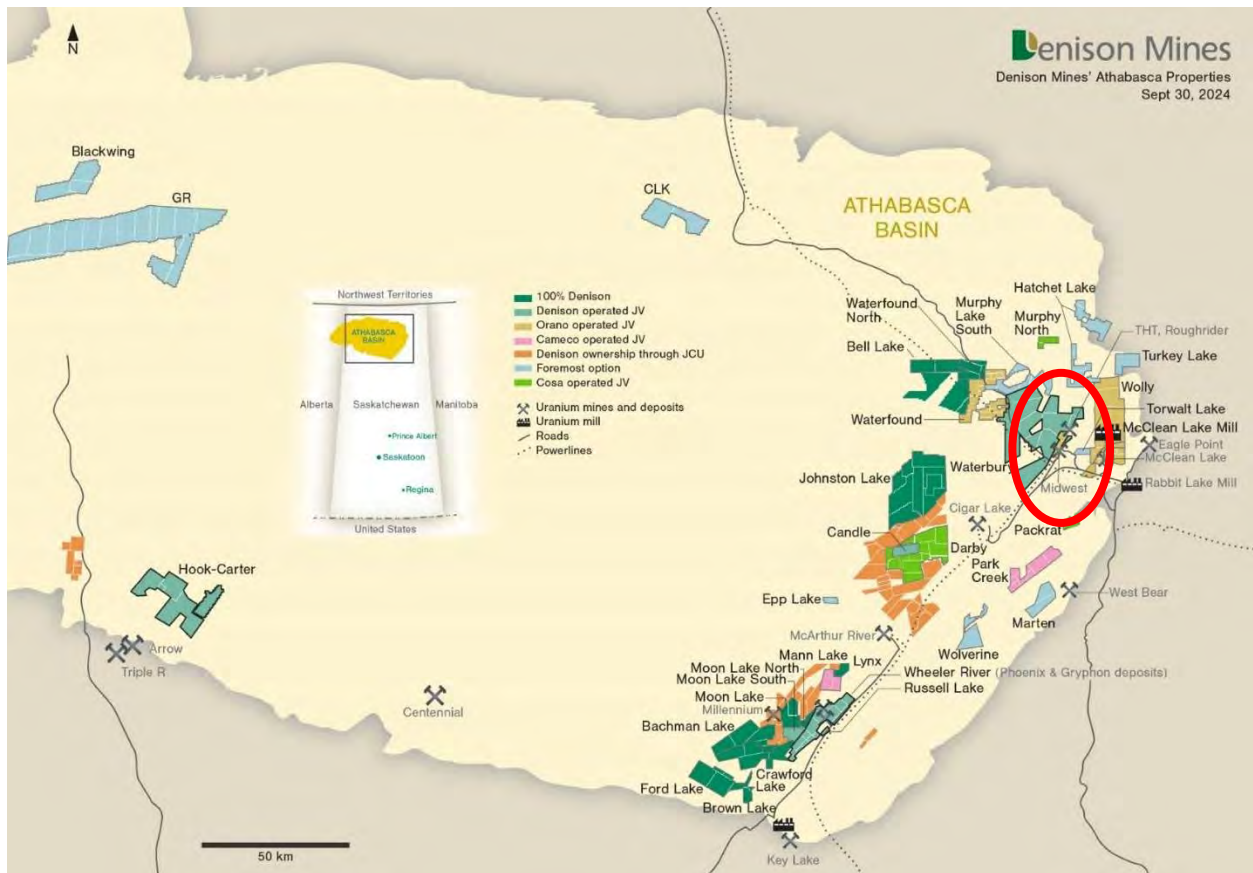 N
Denison Mines
Denison Mines' Athabasca Properties
Sept 30, 2024
Blackwing
GR
CLK
ATHABASCA
BASIN
Northwest Territories
ATHABASCA
BASIN
Alberta
Saskatchewan
Manitoba
Prince Albert
Saskatoon
Regina
United States
100% Denison
Denison operated JV
Orano operated JV
Cameco operated JV
Denison ownership through JCU
Foremost option
Cosa operated JV
Uranium mines and deposits
Uranium mill
Roads
Powerlines
Waterfound
North
Murphy
Lake
South
Hatchet Lake
Murphy
North
THT, Roughrider
Bell Lake
Turkey Lake
Wolly
Waterfound
Torwalt Lake
McClean Lake Mill
Eagle Point
McClean Lake
Waterbury
Midwest
Rabbit Lake Mill
Johnston Lake
Cigar Lake
Packrat
Candle
Darby
Park
Creek
Hook-Carter
Epp Lake
West Bear
Marten
McArthur River
Wolverine
Arrow
Triple R
Mann Lake
Moon Lake North
Lynx
Moon Lake South
Wheeler River (Phoenix & Gryphon deposits)
Moon Lake
Russell Lake
Millennium
Centennial
Bachman Lake
Crawford
Lake
Ford Lake
Brown Lake
Key Lake
50 km